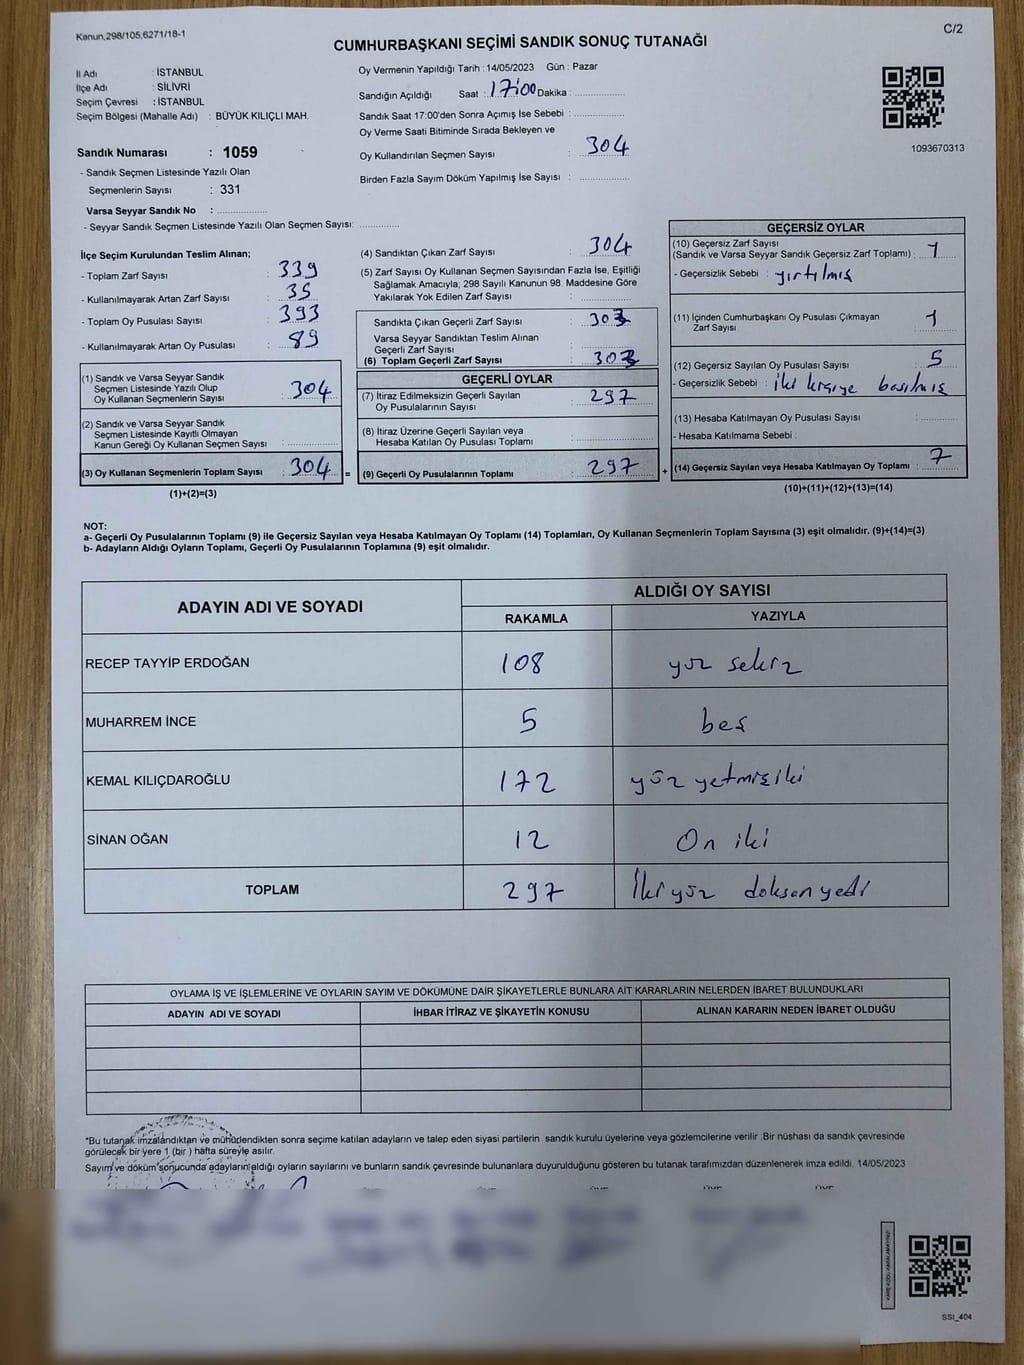 Kanun,298/105,6271/18-1
C/2
CUMHURBAŞKANI SEÇİMİ SANDIK SONUÇ TUTANAĞI
İl Adı : İSTANBUL
İlçe Adı : SİLİVRİ
Seçim Çevresi : İSTANBUL
Seçim Bölgesi (Mahalle Adı) : BÜYÜK KILIÇLI MAH.
Sandık Numarası : 1059
- Sandık Seçmen Listesinde Yazılı Olan
Seçmenlerin Sayısı : 331
Varsa Seyyar Sandık No :
- Seyyar Sandık Seçmen Listesinde Yazılı Olan Seçmen Sayısı:
Oy Vermenin Yapıldığı Tarih : 14/05/2023 Gün : Pazar
Sandığın Açıldığı Saat : 17:00 Dakika :
Sandık Saat 17:00'den Sonra Açımış İse Sebebi :
Oy Verme Saati Bitiminde Sırada Bekleyen ve
Oy Kullandırılan Seçmen Sayısı : 304
Birden Fazla Sayım Döküm Yapılmış İse Sayısı :
1093670313
İlçe Seçim Kurulundan Teslim Alınan;
- Toplam Zarf Sayısı : 339
- Kullanılmayarak Artan Zarf Sayısı : 35
- Toplam Oy Pusulası Sayısı : 393
- Kullanılmayarak Artan Oy Pusulası : 89
(1) Sandık ve Varsa Seyyar Sandık
Seçmen Listesinde Yazılı Olup
Oy Kullanan Seçmenlerin Sayısı : 304
(2) Sandık ve Varsa Seyyar Sandık
Seçmen Listesinde Kayıtlı Olmayan
Kanun Gereği Oy Kullanan Seçmen Sayısı :
(3) Oy Kullanan Seçmenlerin Toplam Sayısı : 304 =
(1)+(2)=(3)
(4) Sandıktan Çıkan Zarf Sayısı : 304
(5) Zarf Sayısı Oy Kullanan Seçmen Sayısından Fazla İse, Eşitliği
Sağlamak Amacıyla; 298 Sayılı Kanunun 98. Maddesine Göre
Yakılarak Yok Edilen Zarf Sayısı :
Sandıkta Çıkan Geçerli Zarf Sayısı : 303
Varsa Seyyar Sandıktan Teslim Alınan
Geçerli Zarf Sayısı :
(6) Toplam Geçerli Zarf Sayısı : 303
GEÇERLİ OYLAR
(7) İtiraz Edilmeksizin Geçerli Sayılan
Oy Pusulalarının Sayısı : 297
(8) İtiraz Üzerine Geçerli Sayılan veya
Hesaba Katılan Oy Pusulası Toplamı :
(9) Geçerli Oy Pusulalarının Toplamı : 297 +
GEÇERSİZ OYLAR
(10) Geçersiz Zarf Sayısı
(Sandık ve Varsa Seyyar Sandık Geçersiz Zarf Toplamı) : 1
- Geçersizlik Sebebi : yırtılmış
(11) İçinden Cumhurbaşkanı Oy Pusulası Çıkmayan
Zarf Sayısı : 1
(12) Geçersiz Sayılan Oy Pusulası Sayısı : 5
- Geçersizlik Sebebi : iki kişiye basılmış
(13) Hesaba Katılmayan Oy Pusulası Sayısı :
- Hesaba Katılmama Sebebi :
(14) Geçersiz Sayılan veya Hesaba Katılmayan Oy Toplamı : 7
(10)+(11)+(12)+(13)=(14)
NOT:
a- Geçerli Oy Pusulalarının Toplamı (9) ile Geçersiz Sayılan veya Hesaba Katılmayan Oy Toplamı (14) Toplamları, Oy Kullanan Seçmenlerin Toplam Sayısına (3) eşit olmalıdır. (9)+(14)=(3)
b- Adayların Aldığı Oyların Toplamı, Geçerli Oy Pusulalarının Toplamına (9) eşit olmalıdır.
ADAYIN ADI VE SOYADI
ALDIĞI OY SAYISI
RAKAMLA YAZIYLA
RECEP TAYYİP ERDOĞAN 108 yüz sekiz
MUHARREM İNCE 5 beş
KEMAL KILIÇDAROĞLU 172 yüz yetmiş iki
SİNAN OĞAN 12 On iki
TOPLAM 297 İki yüz doksan yedi
OYLAMA İŞ VE İŞLEMLERİNE VE OYLARIN SAYIM VE DÖKÜMÜNE DAİR ŞİKAYETLERLE BUNLARA AİT KARARLARIN NELERDEN İBARET BULUNDUKLARI
ADAYIN ADI VE SOYADI İHBAR İTİRAZ VE ŞİKAYETİN KONUSU ALINAN KARARIN NEDEN İBARET OLDUĞU
*Bu tutanak imzalandıktan ve mühürlendikten sonra seçime katılan adayların ve talep eden siyasi partilerin sandık kurulu üyelerine veya gözlemcilerine verilir .Bir nüshası da sandık çevresinde
görülecek bir yere 1 (bir ) hafta süreyle asılır.
Sayım ve döküm sonucunda adayların aldığı oyların sayılarını ve bunların sandık çevresinde bulunanlara duyurulduğunu gösteren bu tutanak tarafımızdan düzenlenerek imza edildi. 14/05/2023
SSI_404